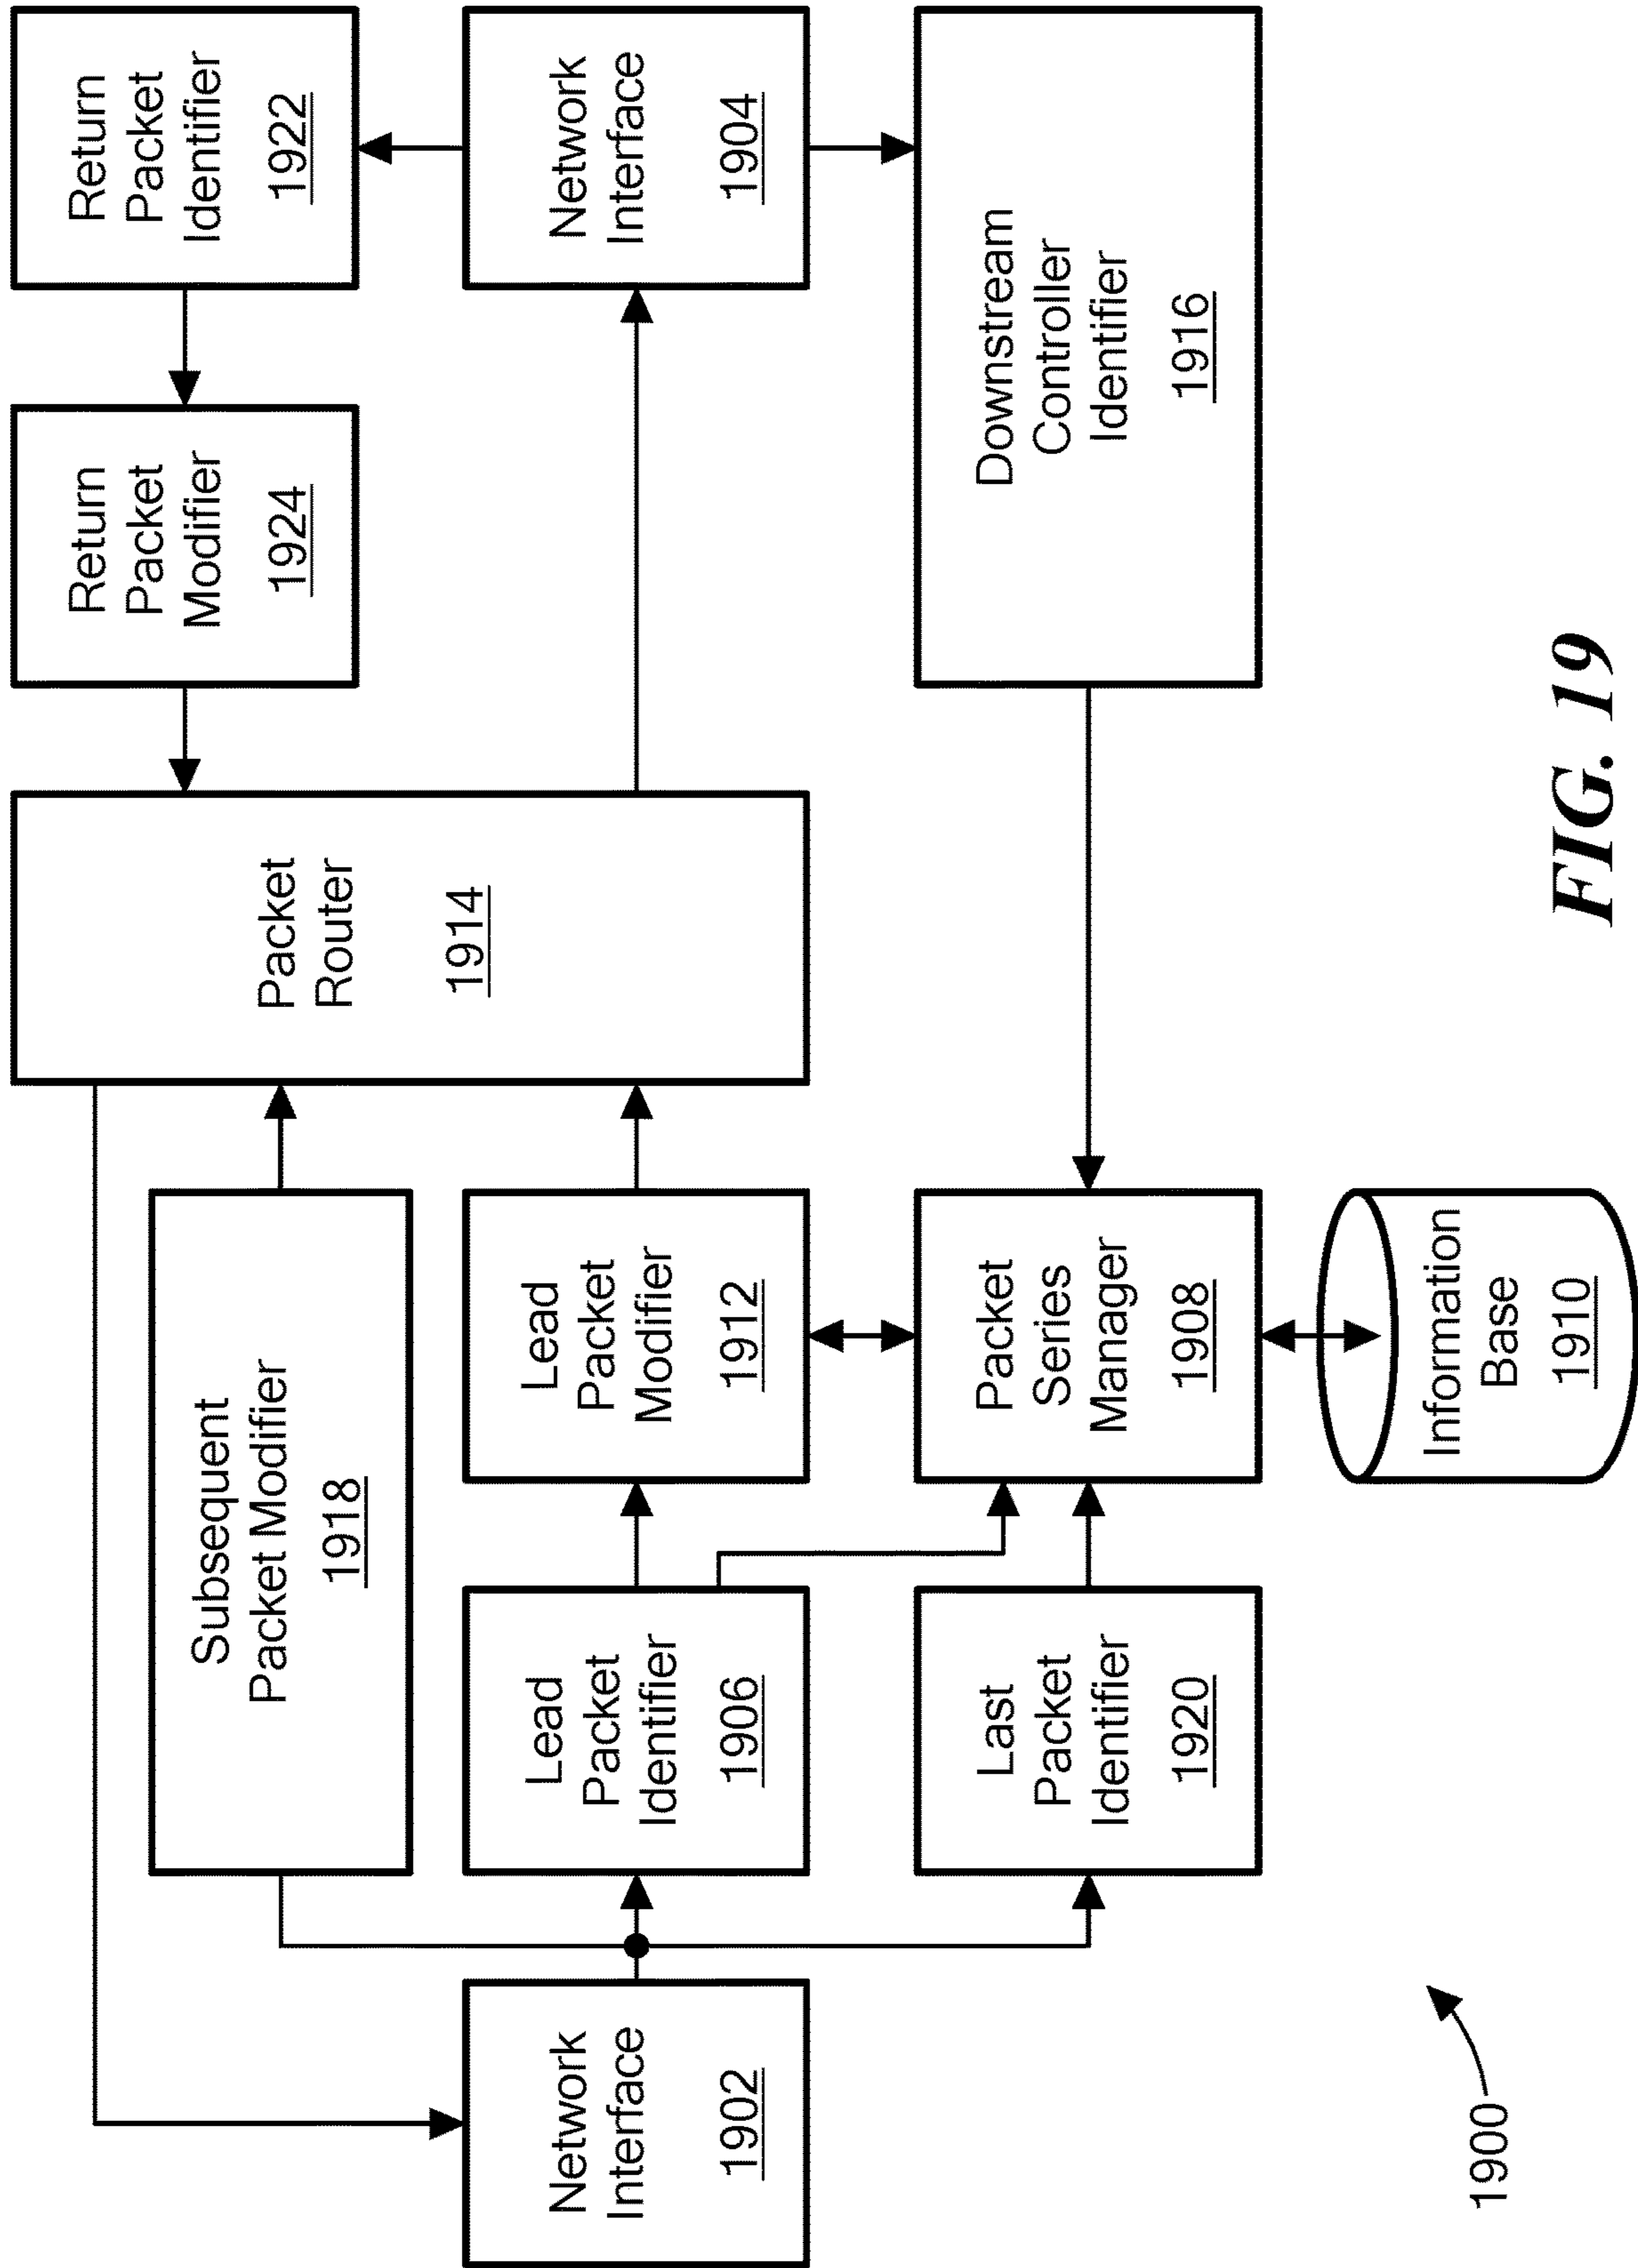 Return
Packet
Identifier
1922
Return
Packet
Modifier
1924
Network
Interface
1904
Downstream
Controller
Identifier
1916
Packet
Router
1914
Subsequent
Packet Modifier
1918
Lead
Packet
Modifier
1912
Packet
Series
Manager
1908
Information
Base
1910
Lead
Packet
Identifier
1906
Last
Packet
Identifier
1920
Network
Interface
1902
1900
FIG. 19